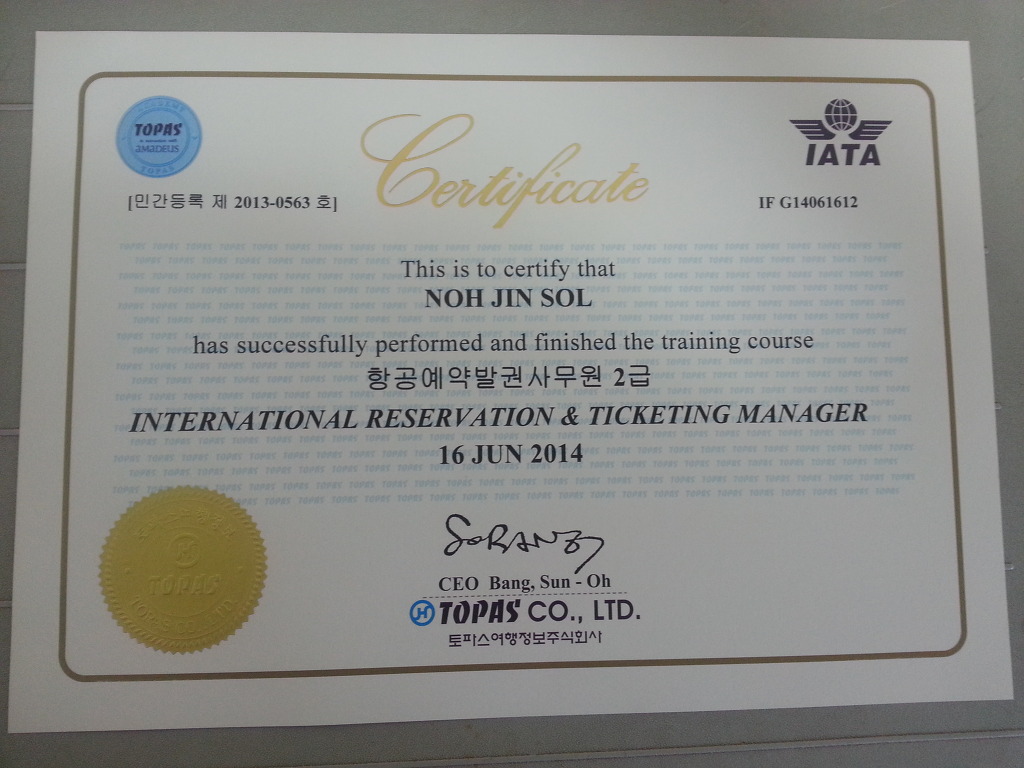 ACADEMY
TOPAS
AMADEUS
TOPAS
Certificate
IATA
[민간등록 제 2013-0563 호]
IF G14061612
This is to certify that
NOH JIN SOL
has successfully performed and finished the training course
항공예약발권사무원 2급
INTERNATIONAL RESERVATION & TICKETING MANAGER
16 JUN 2014
TOPAS
CEO Bang, Sun - Oh
TOPAS CO., LTD.
토파스여행정보주식회사